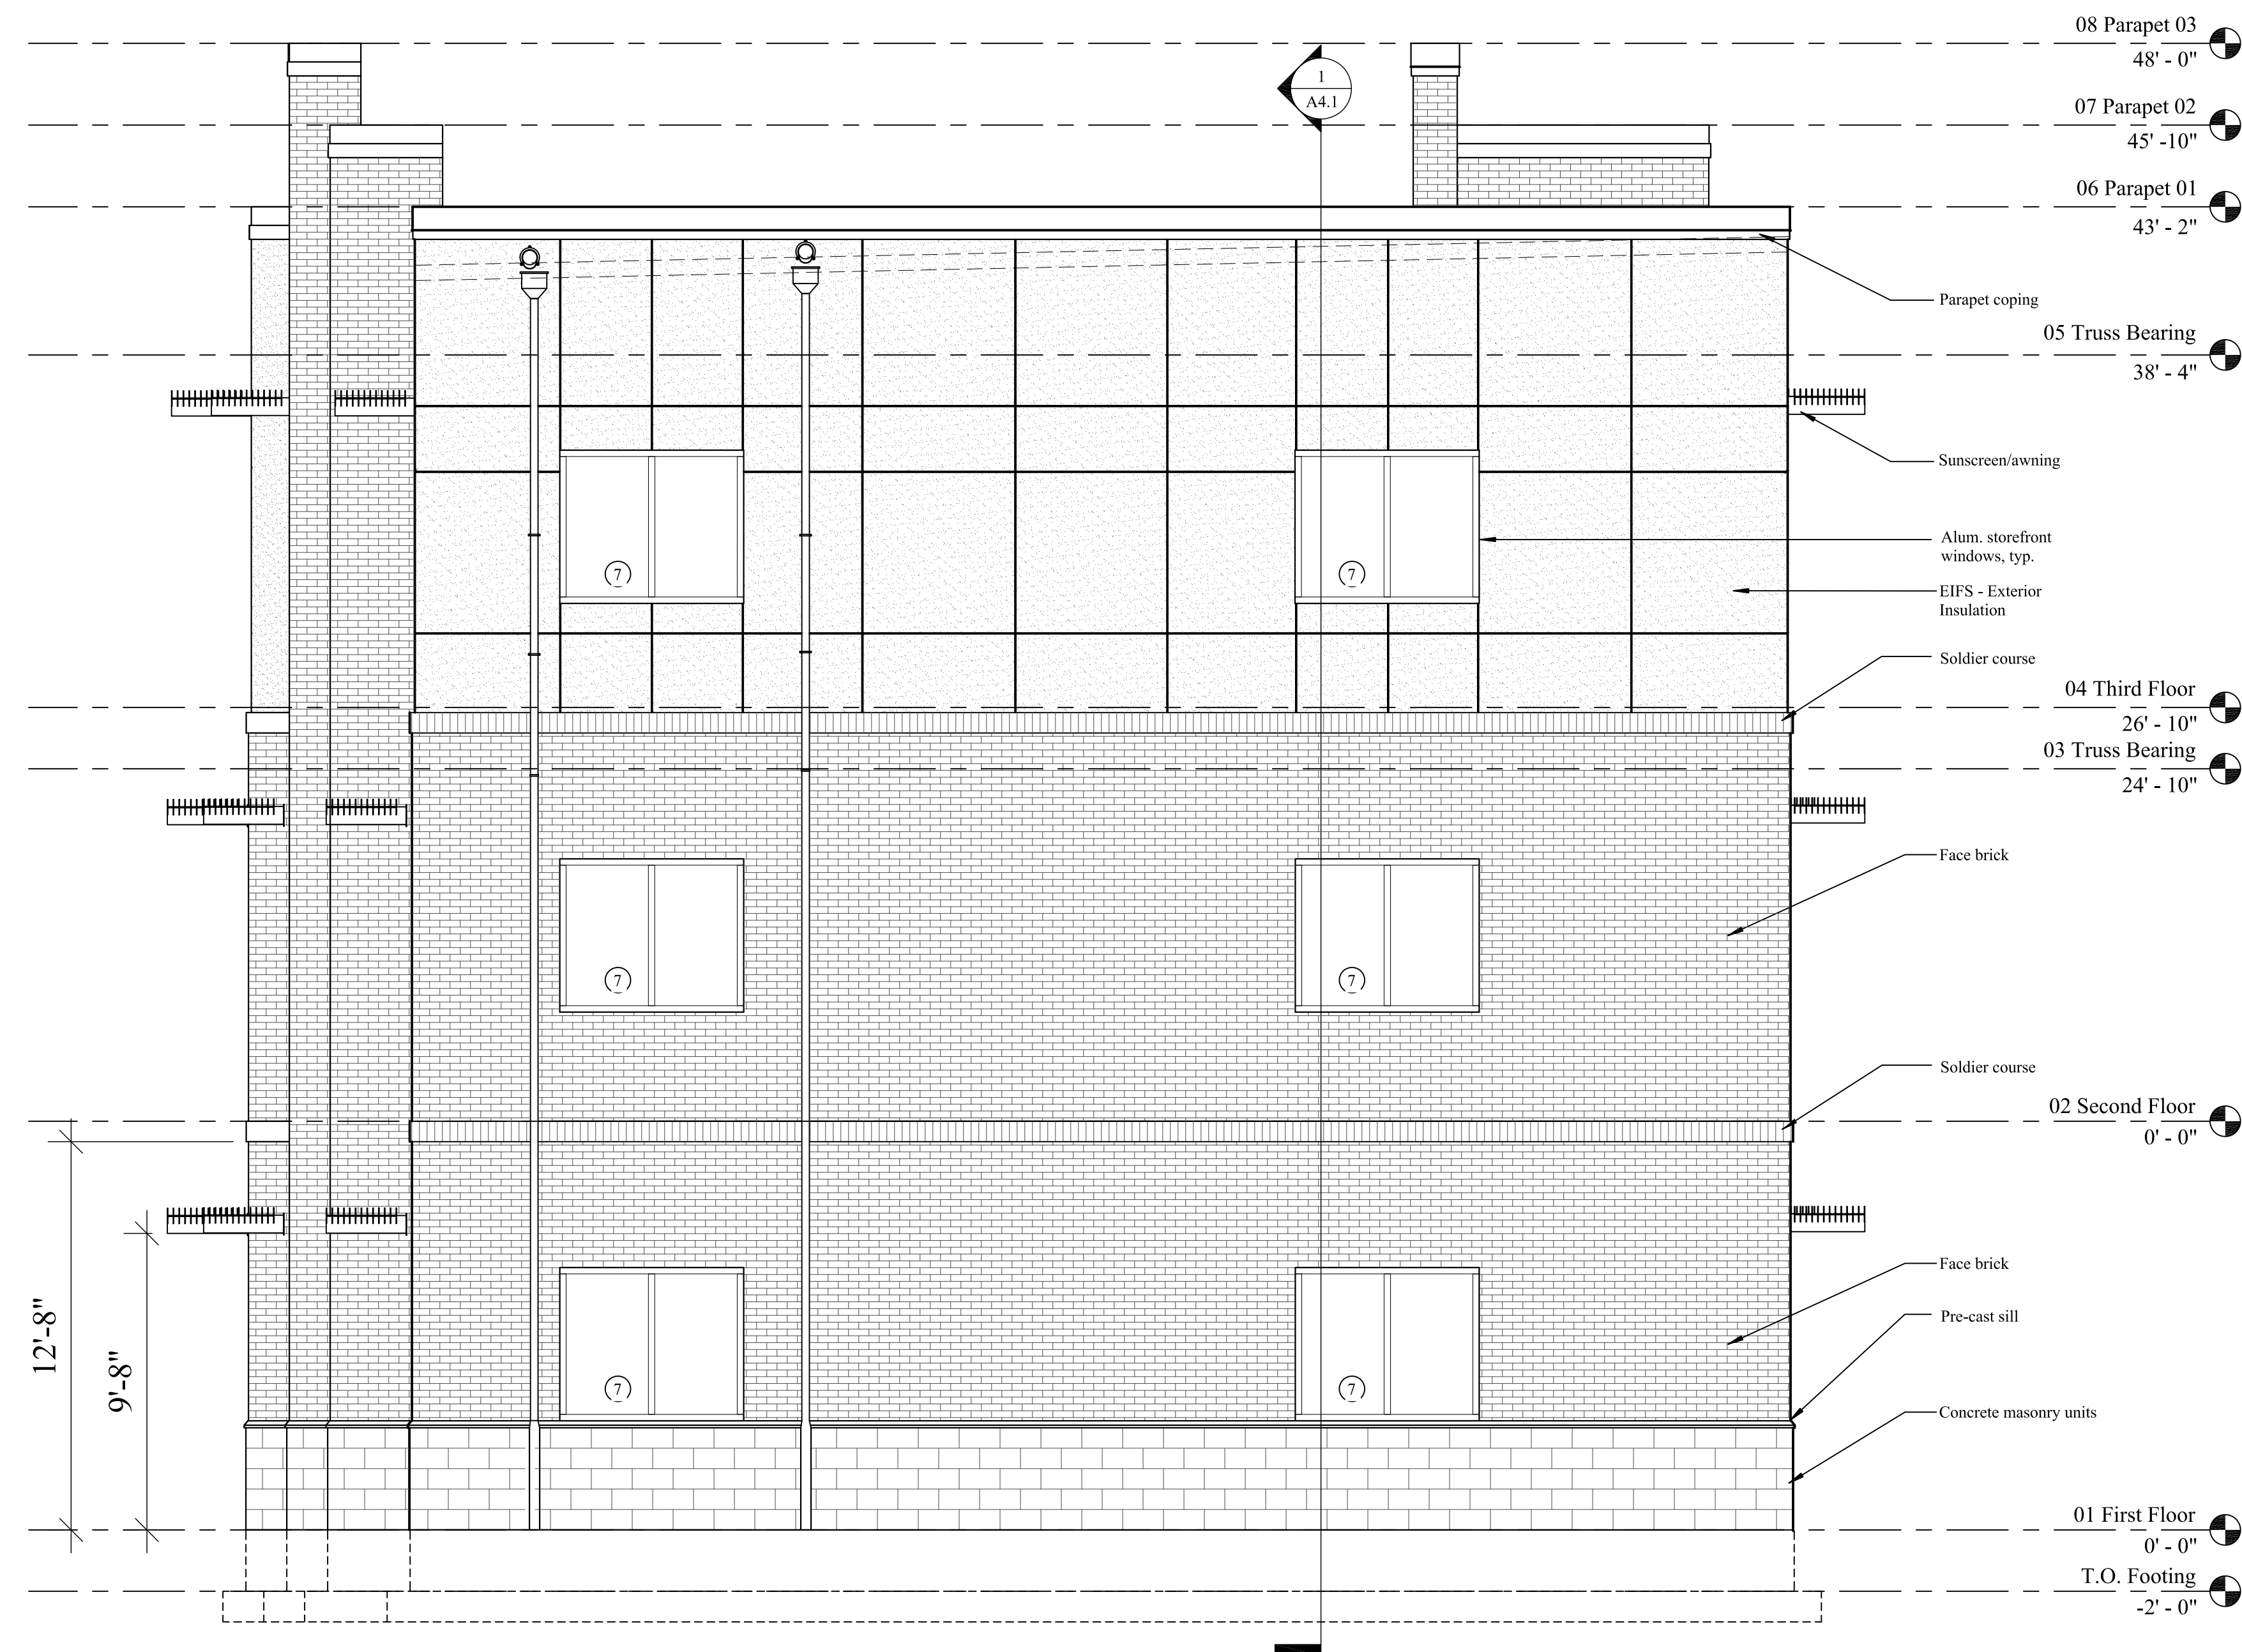 08 Parapet 03
48' - 0"
1
A4.1
07 Parapet 02
45' -10"
06 Parapet 01
43' - 2"
Parapet coping
05 Truss Bearing
38' - 4"
Sunscreen/awning
Alum. storefront
windows, typ.
7
7
EIFS - Exterior
Insulation
Soldier course
04 Third Floor
26' - 10"
03 Truss Bearing
24' - 10"
Face brick
7
7
Soldier course
02 Second Floor
0' - 0"
Face brick
Pre-cast sill
12'-8"
9'-8"
7
7
Concrete masonry units
01 First Floor
0' - 0"
T.O. Footing
-2' - 0"